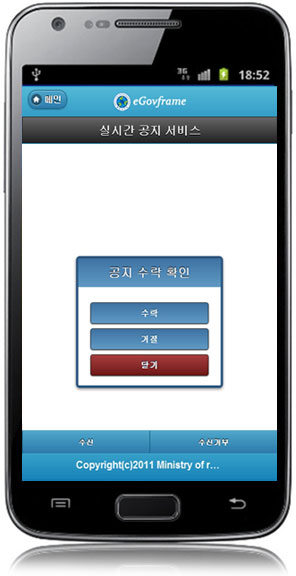 3G
18:52
메인
eGovframe
실시간 공지 서비스
공지 수락 확인
수락
거절
닫기
수신 수신거부
Copyright(c)2011 Ministry of r…